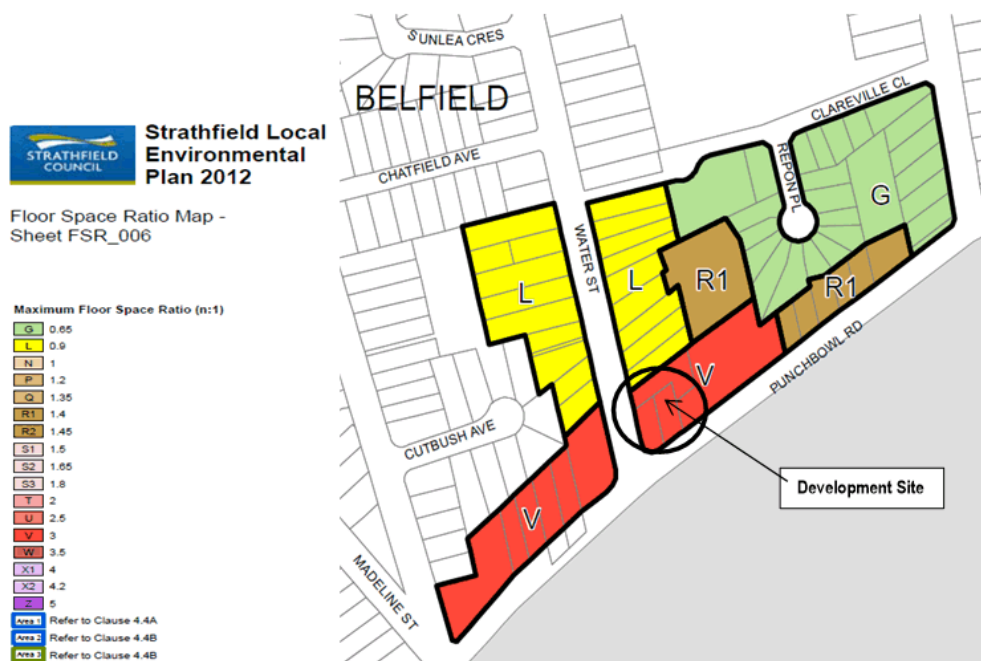 STRATHFIELD
COUNCIL
Strathfield Local
Environmental
Plan 2012
Floor Space Ratio Map -
Sheet FSR_006
Maximum Floor Space Ratio (n:1)
G 0.65
L 0.9
N 1
P 1.2
Q 1.35
R1 1.4
R2 1.45
S1 1.5
S2 1.65
S3 1.8
T 2
U 2.5
V 3
W 3.5
X1 4
X2 4.2
Z 5
Area 1 Refer to Clause 4.4A
Area 2 Refer to Clause 4.4B
Area 3 Refer to Clause 4.4B
SUNLEA CRES
BELFIELD
CHATFIELD AVE
CLAREVILLE CL
REPON PL
G
WATER ST
L
L
R1
R1
PUNCHBOWL RD
V
CUTBUSH AVE
Development Site
V
MADELINE ST